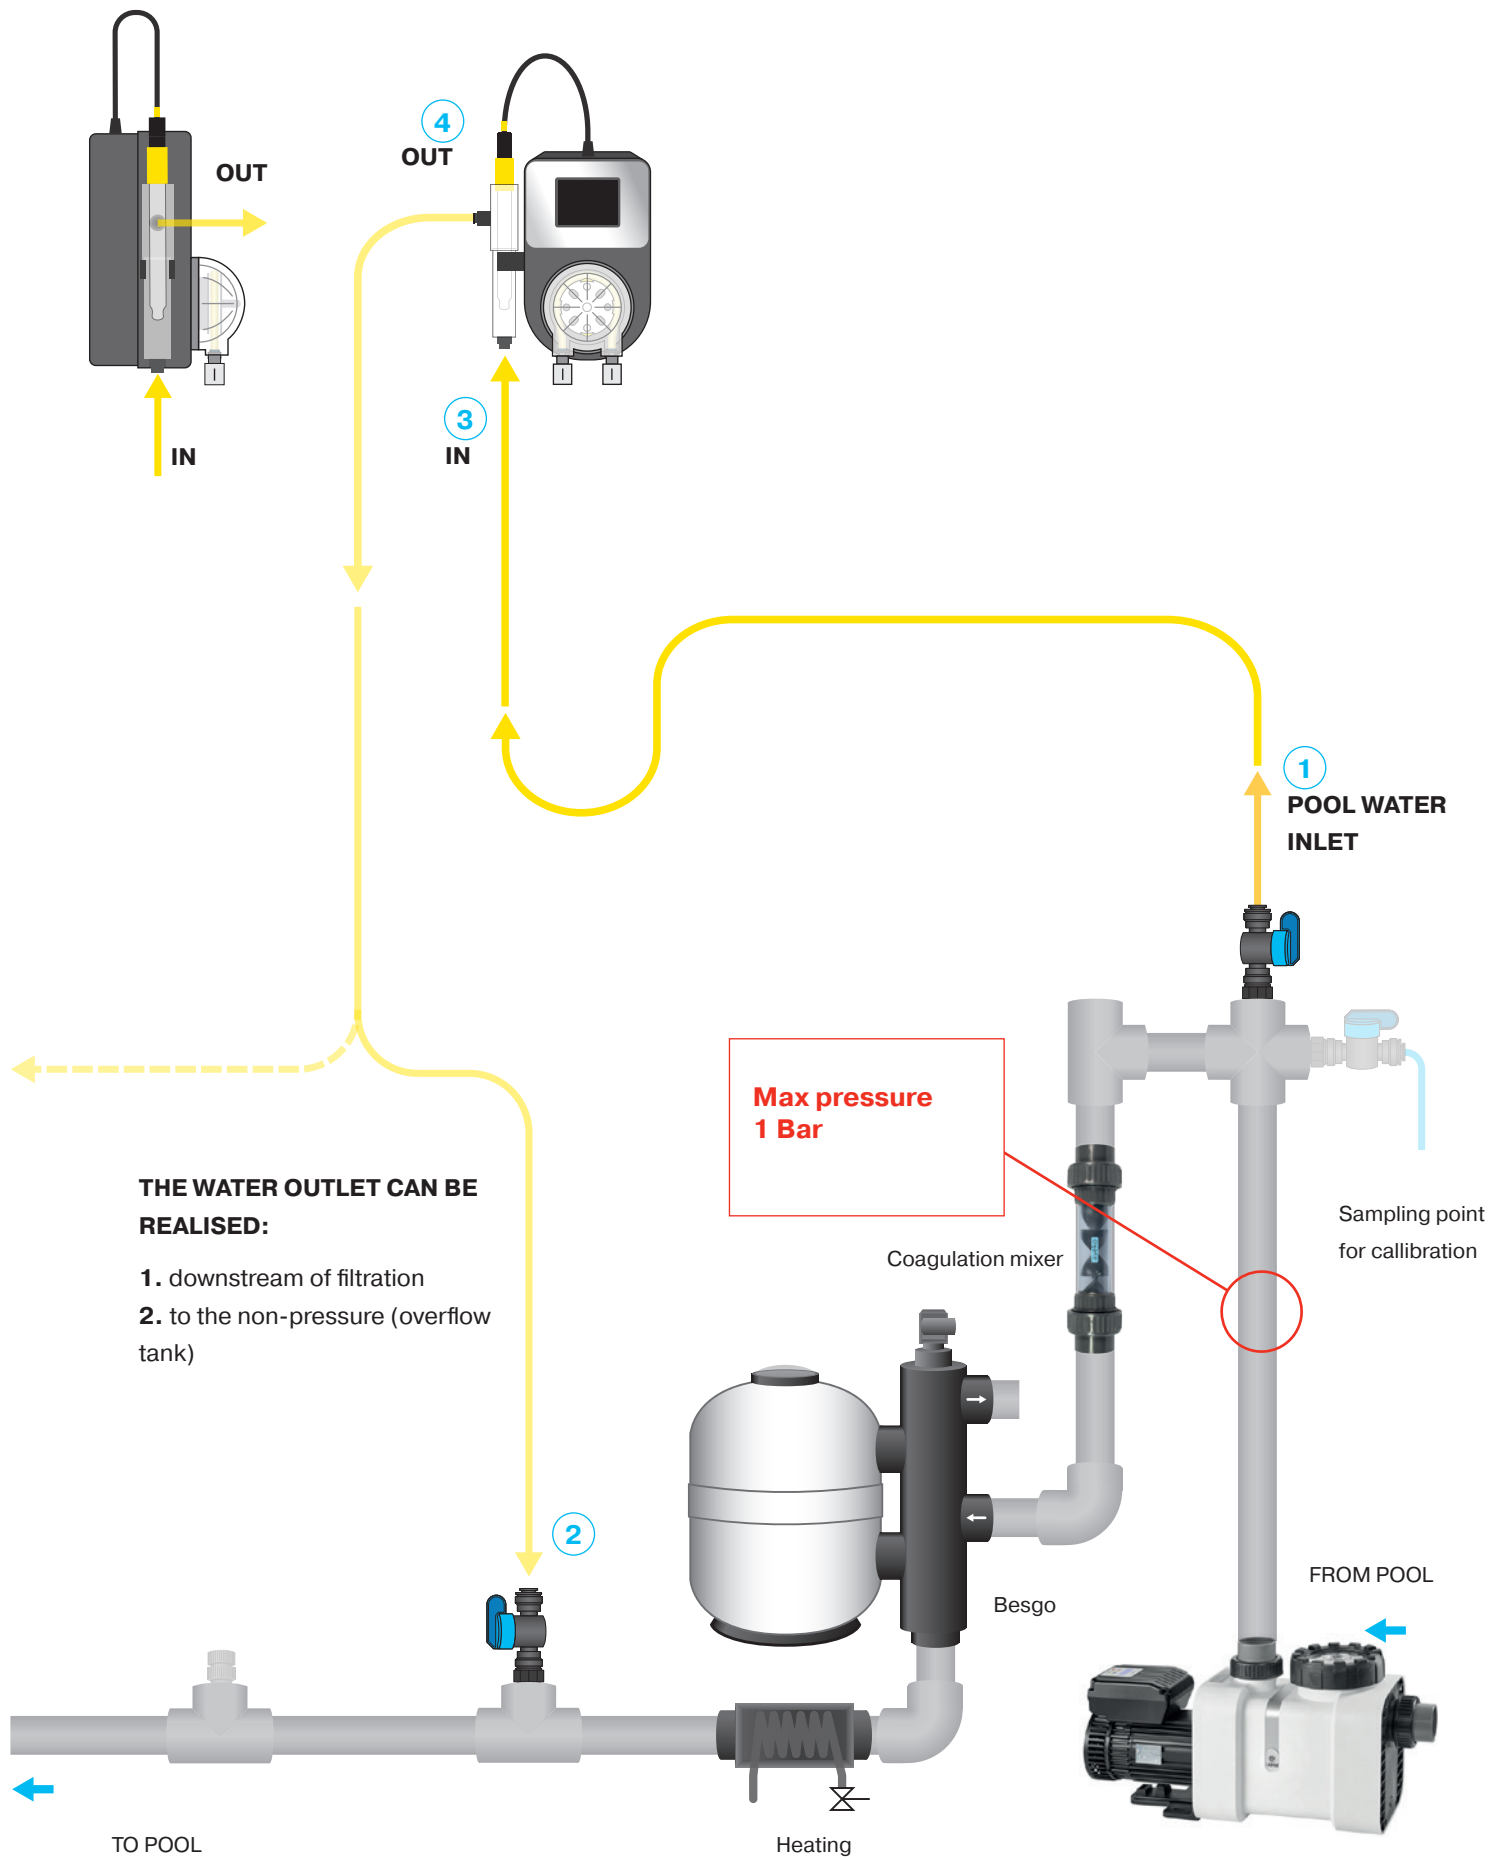 OUT
IN
4
OUT
3
IN
1
POOL WATER
INLET
Max pressure
1 Bar
THE WATER OUTLET CAN BE
REALISED:
1. downstream of filtration
2. to the non-pressure (overflow
tank)
Coagulation mixer
Sampling point
for callibration
2
Besgo
FROM POOL
TO POOL
Heating